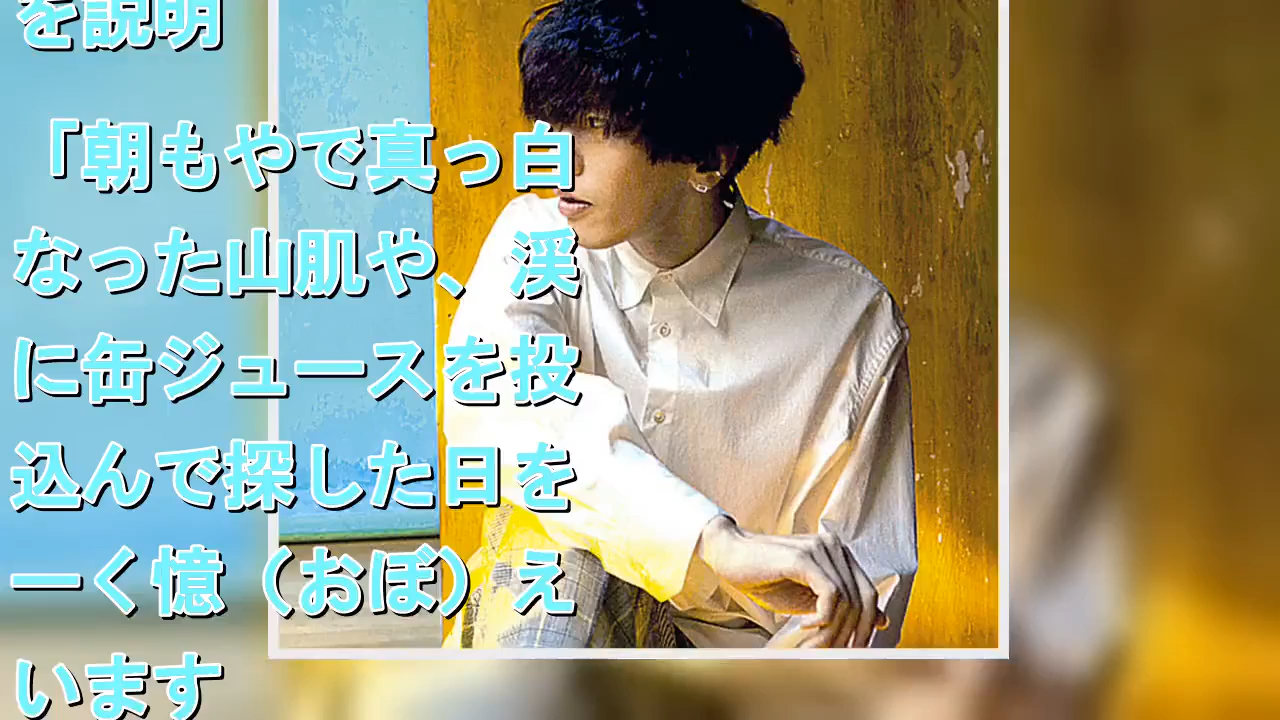 を説明
「朝もやで真っ白
なった山肌や、渓
に缶ジュースを投
込んで探した日を
ーく憶（おぼ）え
います